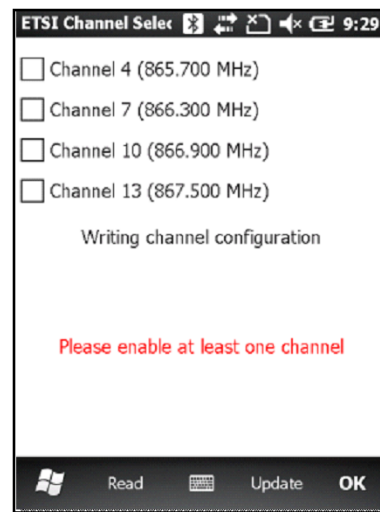 ETSI Channel Selec 9:29
Channel 4 (865.700 MHz)
Channel 7 (866.300 MHz)
Channel 10 (866.900 MHz)
Channel 13 (867.500 MHz)
Writing channel configuration
Please enable at least one channel
Read Update OK